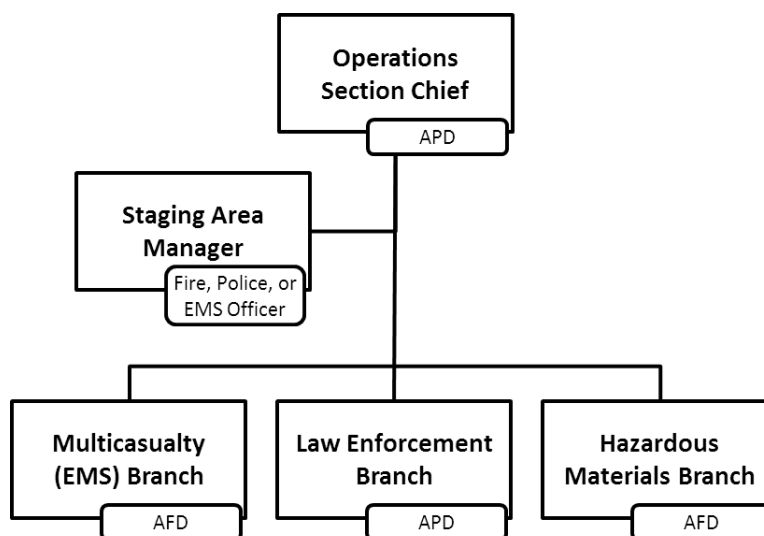 Operations
Section Chief
APD
Staging Area
Manager
Fire, Police, or
EMS Officer
Multicasualty
(EMS) Branch
AFD
Law Enforcement
Branch
APD
Hazardous
Materials Branch
AFD